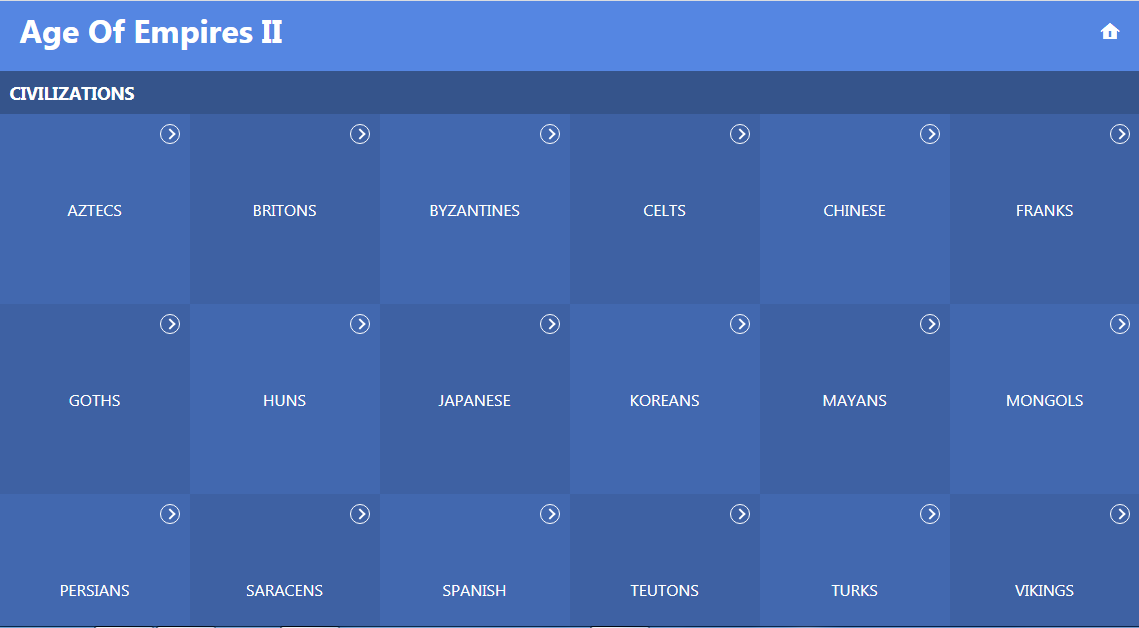 Age Of Empires II
CIVILIZATIONS
AZTECS
BRITONS
BYZANTINES
CELTS
CHINESE
FRANKS
GOTHS
HUNS
JAPANESE
KOREANS
MAYANS
MONGOLS
PERSIANS
SARACENS
SPANISH
TEUTONS
TURKS
VIKINGS